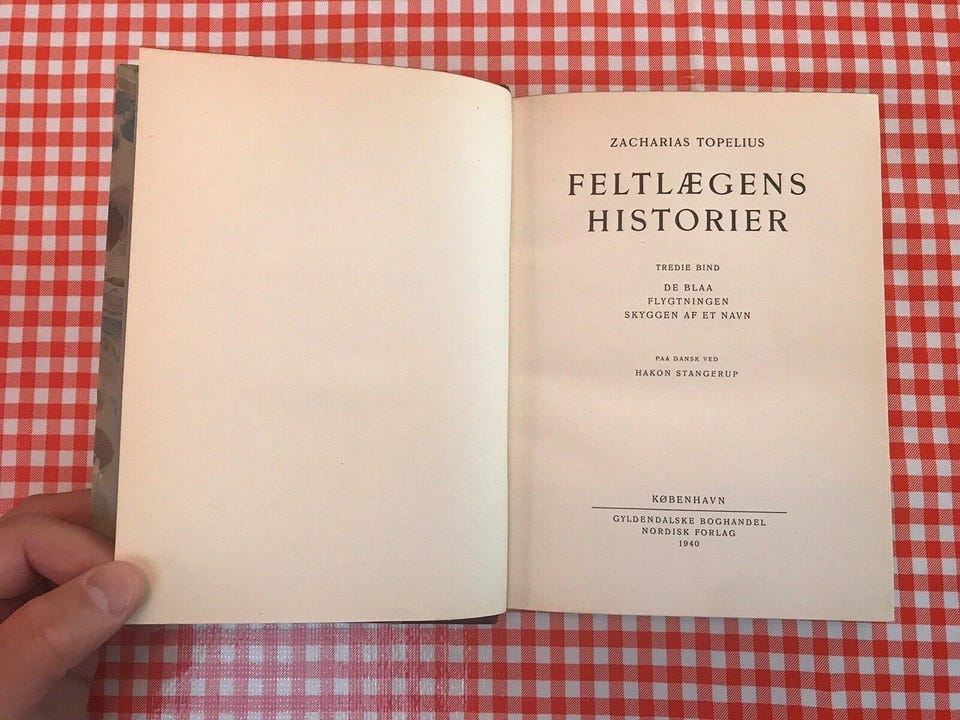 ZACHARIAS TOPELIUS
FELTLÆGENS
HISTORIER
TREDIE BIND
DE BLAA
FLYGTNINGEN
SKYGGEN AF ET NAVN
PAA DANSK VED
HAKON STANGERUP
KØBENHAVN
GYLDENDALSKE BOGHANDEL
NORDISK FORLAG
1940